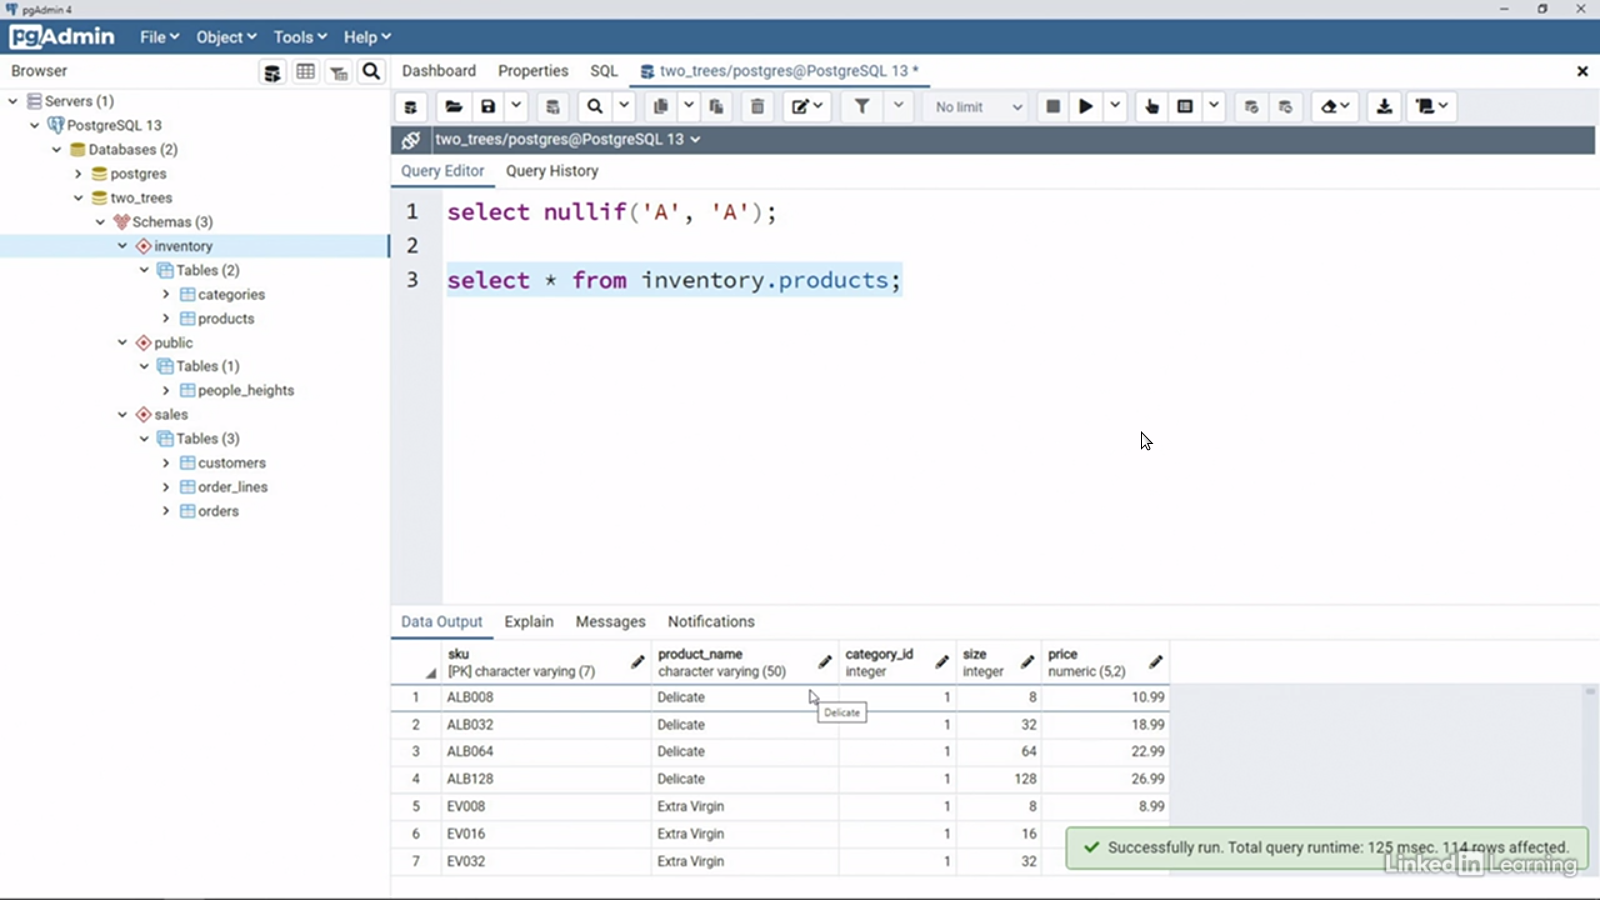 pgAdmin 4
pgAdmin File Object Tools Help
Browser
Dashboard Properties SQL two_trees/postgres@PostgreSQL 13 *
No limit
two_trees/postgres@PostgreSQL 13
Servers (1)
PostgreSQL 13
Databases (2)
postgres
two_trees
Schemas (3)
inventory
Tables (2)
categories
products
public
Tables (1)
people_heights
sales
Tables (3)
customers
order_lines
orders
Query Editor Query History
1 select nullif('A', 'A');
2
3 select * from inventory.products;
Data Output Explain Messages Notifications
sku product_name category_id size price
[PK] character varying (7) character varying (50) integer integer numeric (5,2)
1 ALB008 Delicate 1 8 10.99
Delicate
2 ALB032 Delicate 1 32 18.99
3 ALB064 Delicate 1 64 22.99
4 ALB128 Delicate 1 128 26.99
5 EV008 Extra Virgin 1 8 8.99
6 EV016 Extra Virgin 1 16
7 EV032 Extra Virgin 1 32
Successfully run. Total query runtime: 125 msec. 114 rows affected.
Linked in Learning